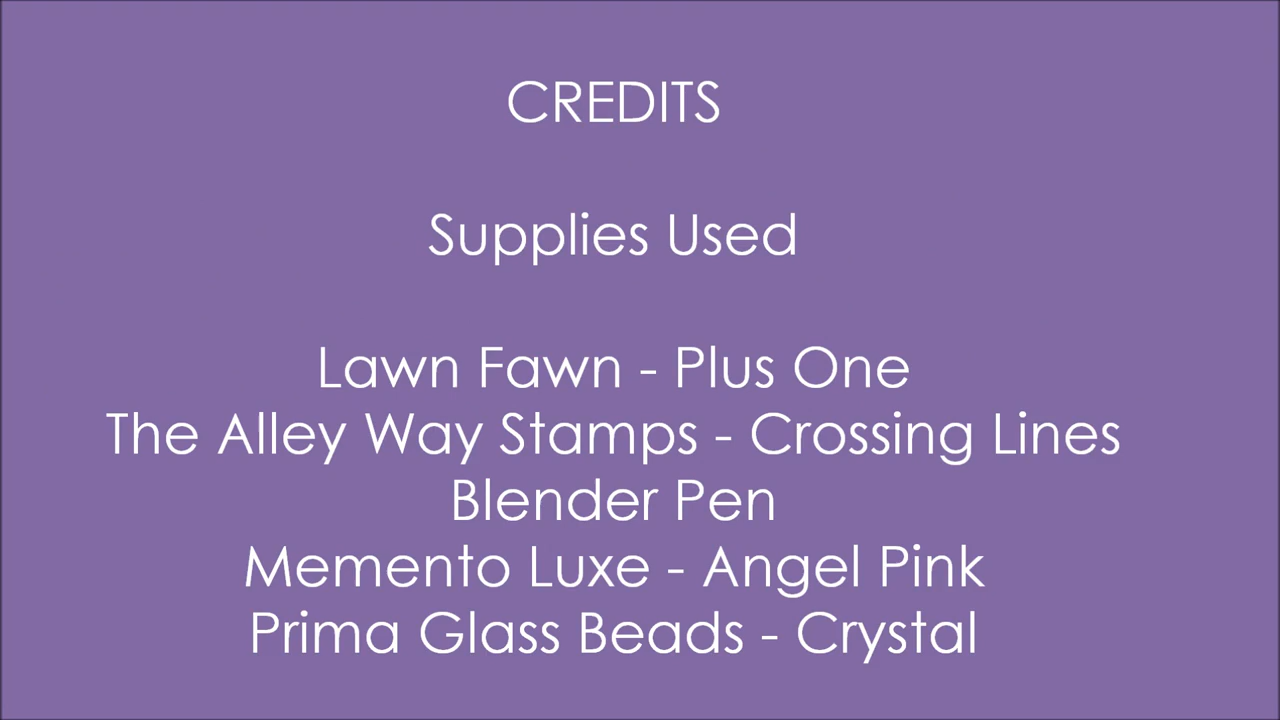 CREDITS
Supplies Used
Lawn Fawn - Plus One
The Alley Way Stamps - Crossing Lines
Blender Pen
Memento Luxe - Angel Pink
Prima Glass Beads - Crystal